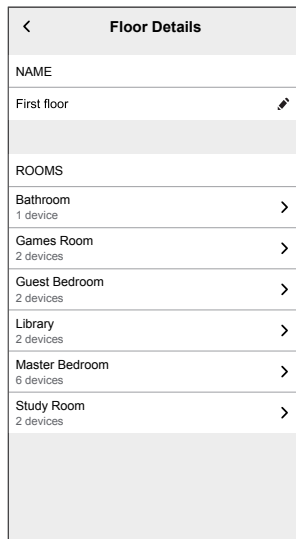 Floor Details
NAME
First floor
ROOMS
Bathroom
1 device
Games Room
2 devices
Guest Bedroom
2 devices
Library
2 devices
Master Bedroom
6 devices
Study Room
2 devices